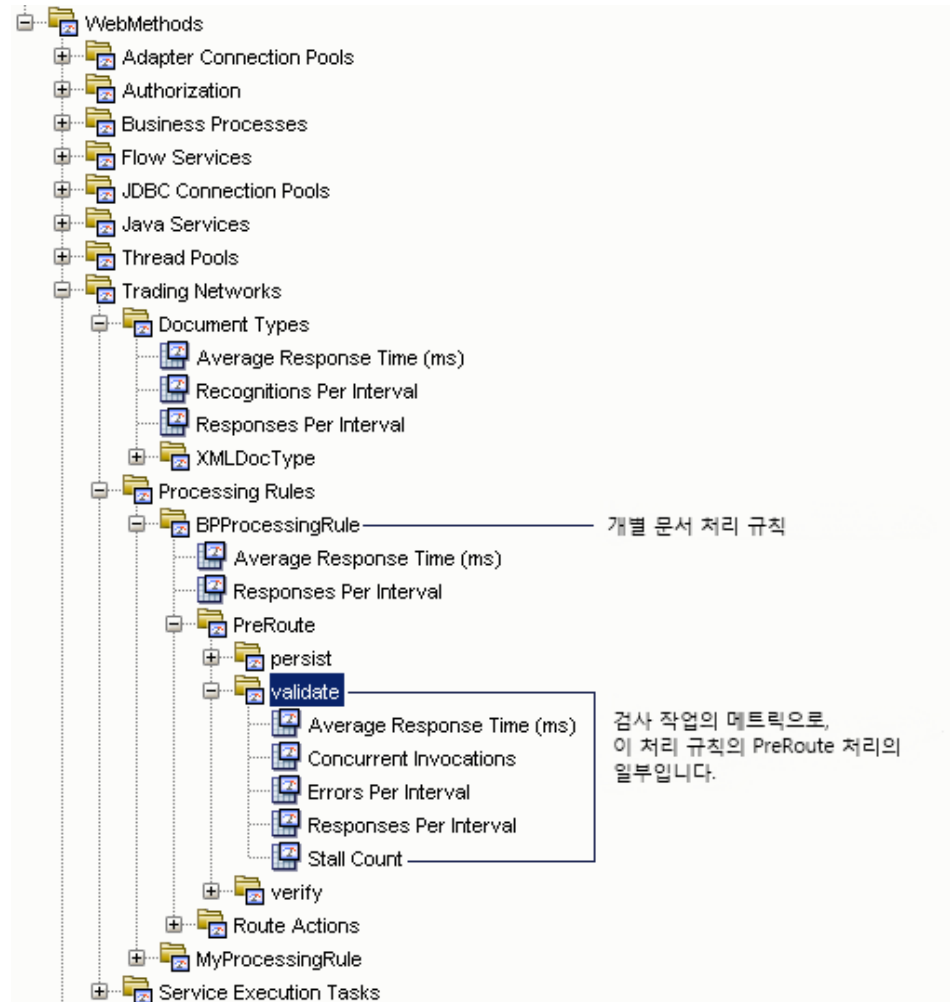 WebMethods
Adapter Connection Pools
Authorization
Business Processes
Flow Services
JDBC Connection Pools
Java Services
Thread Pools
Trading Networks
Document Types
Average Response Time (ms)
Recognitions Per Interval
Responses Per Interval
XMLDocType
Processing Rules
BPProcessingRule
개별 문서 처리 규칙
Average Response Time (ms)
Responses Per Interval
PreRoute
persist
validate
Average Response Time (ms)
Concurrent Invocations
Errors Per Interval
Responses Per Interval
Stall Count
검사 작업의 메트릭으로,
이 처리 규칙의 PreRoute 처리의
일부입니다.
verify
Route Actions
MyProcessingRule
Service Execution Tasks